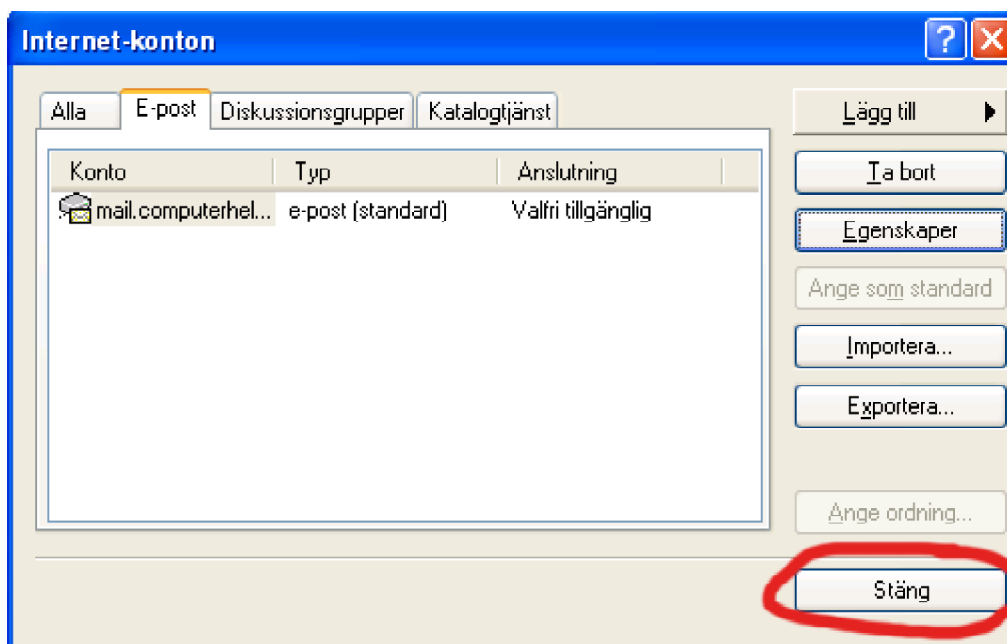 Internet-konton
Alla E-post Diskussionsgrupper Katalogtjänst
Lägg till
Konto Typ Anslutning
Ta bort
mail.computerhel... e-post (standard) Valfri tillgänglig
Egenskaper
Ange som standard
Importera...
Exportera...
Ange ordning...
Stäng